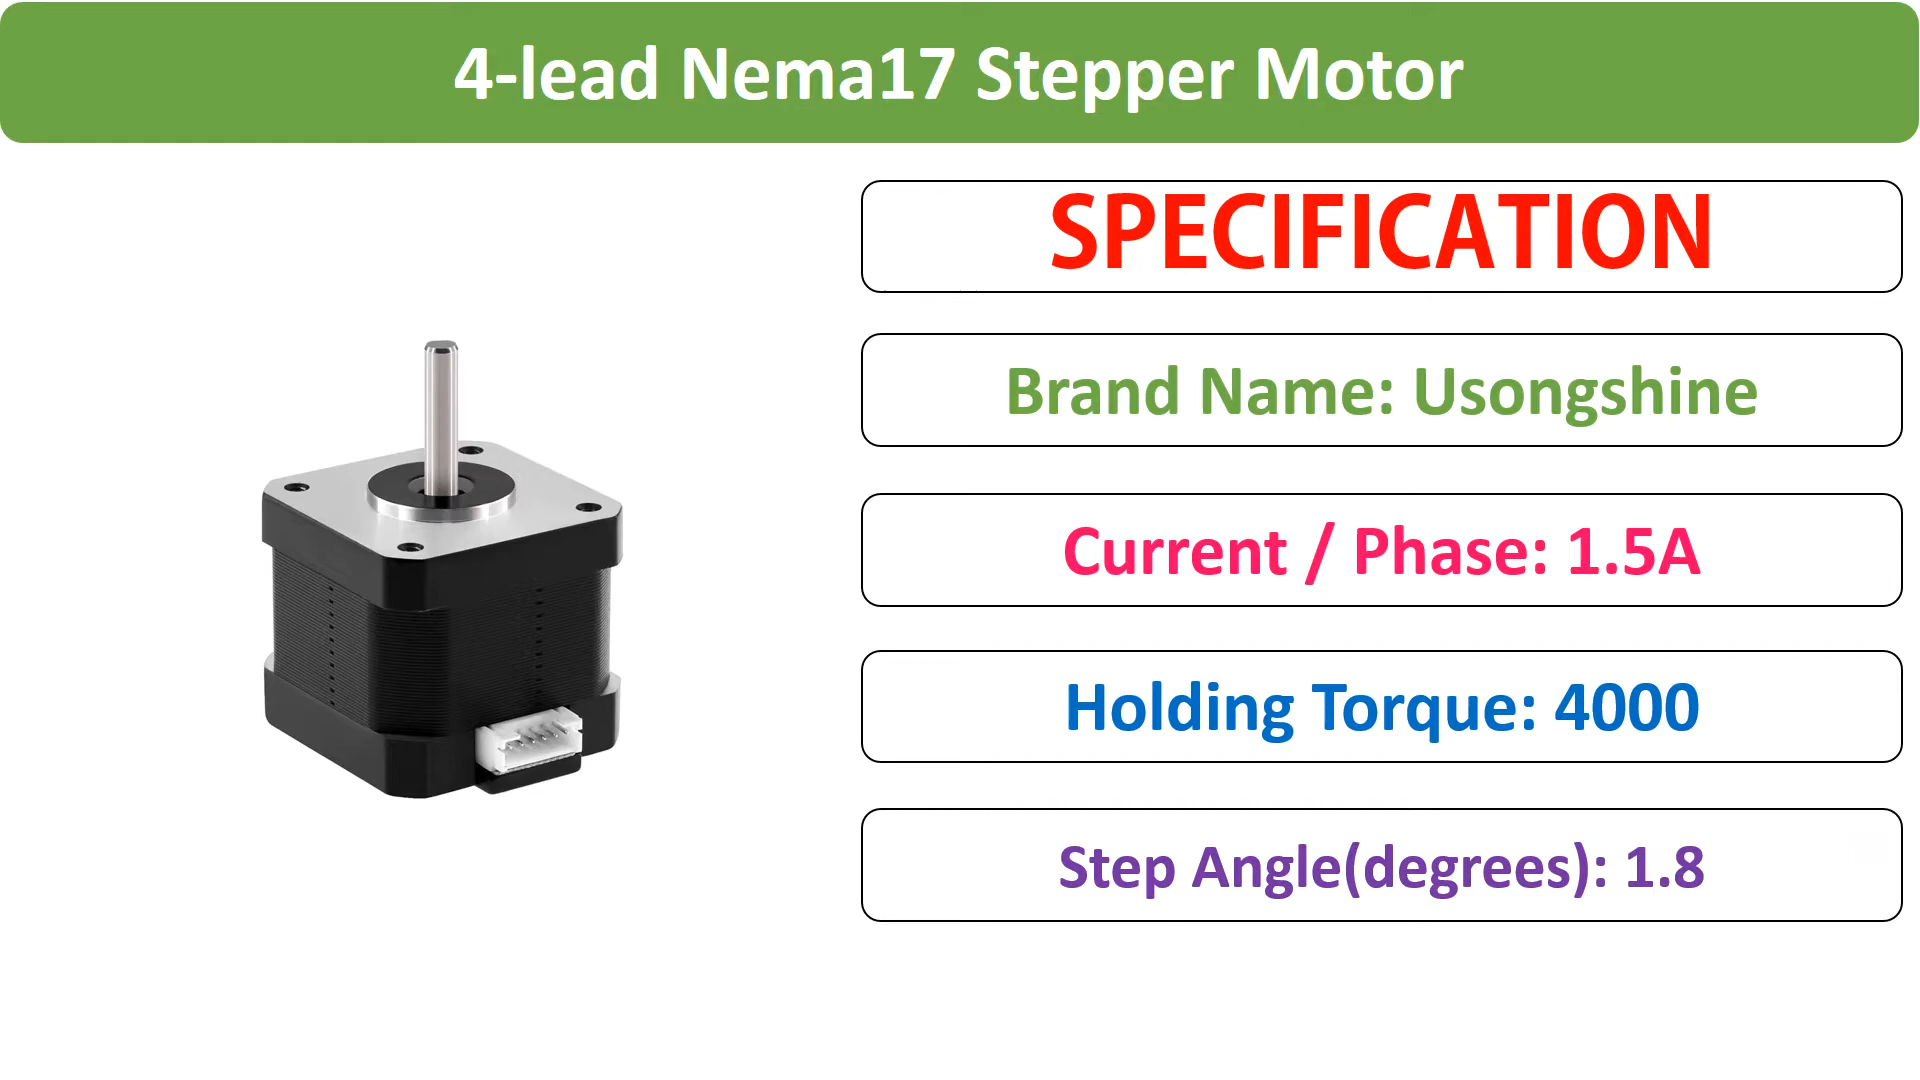 4-lead Nema17 Stepper Motor
SPECIFICATION
Brand Name: Usongshine
Current / Phase: 1.5A
Holding Torque: 4000
Step Angle(degrees): 1.8